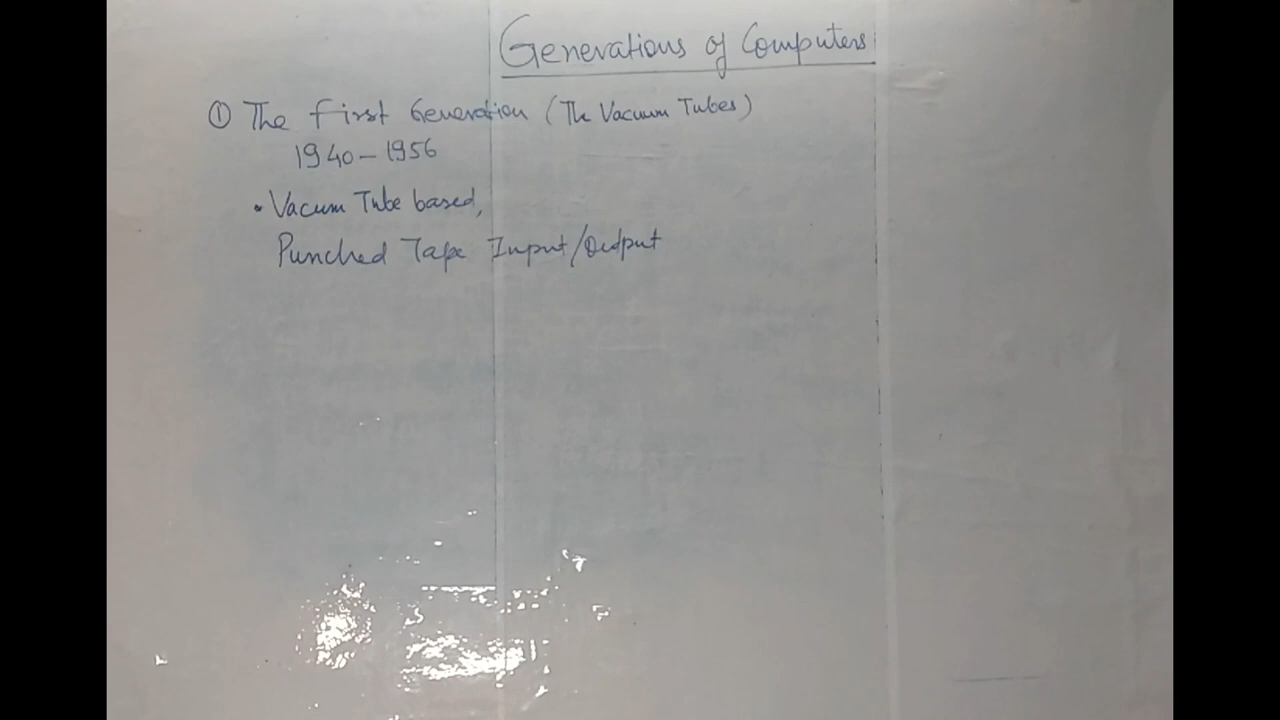 Generations of Computers
① The First Generation (The Vacuum Tubes)
1940 - 1956
• Vacum Tube based,
Punched Tape Input/Output